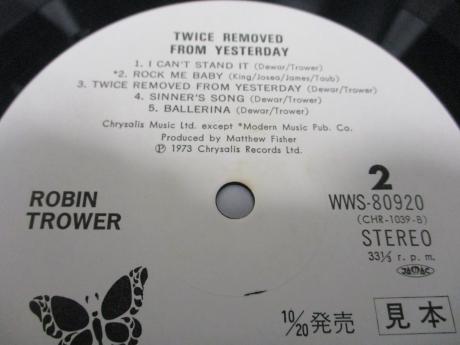 TWICE REMOVED
FROM YESTERDAY
1. I CAN'T STAND IT (Dewar/Trower)
*2. ROCK ME BABY (King/Josea/James/Taub)
3. TWICE REMOVED FROM YESTERDAY (Dewar/Trower)
4. SINNER'S SONG (Dewar/Trower)
5. BALLERINA (Dewar/Trower)
Chrysalis Music Ltd. except *Modern Music Pub. Co.
Produced by Matthew Fisher
Ⓟ 1973 Chrysalis Records Ltd.
ROBIN
TROWER
2
WWS-80920
(CHR-1039-B)
STEREO
33⅓ r. p. m.
JASRAC
10/20発売
見本